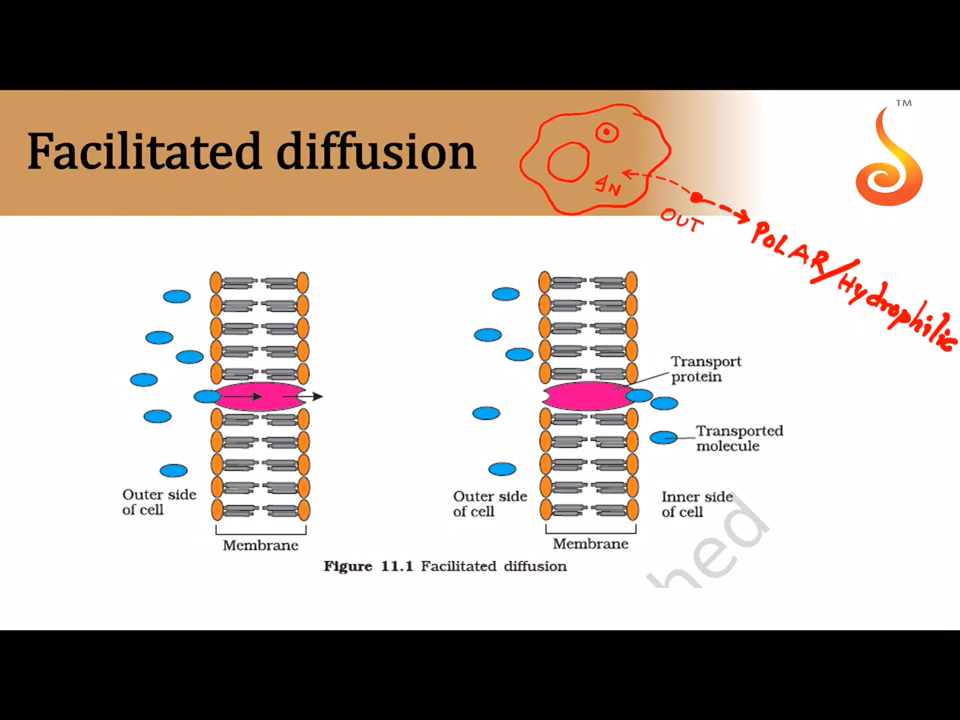 Facilitated diffusion
TM
IN
OUT
POLAR/Hydrophilic
Transport
protein
Transported
molecule
Outer side
of cell
Outer side
of cell
Inner side
of cell
Membrane
Membrane
Figure 11.1 Facilitated diffusion
hed